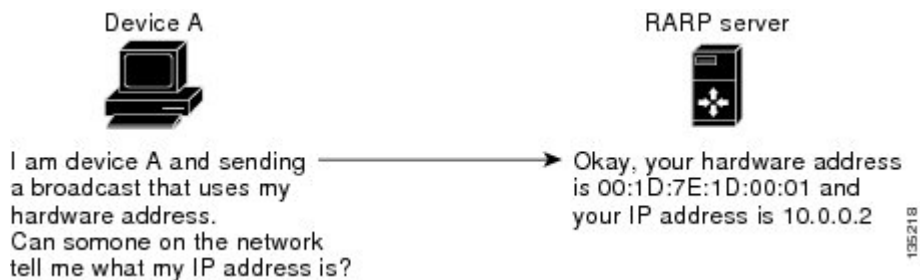 Device A
RARP server
I am device A and sending
a broadcast that uses my
hardware address.
Can somone on the network
tell me what my IP address is?
Okay, your hardware address
is 00:1D:7E:1D:00:01 and
your IP address is 10.0.0.2
135218